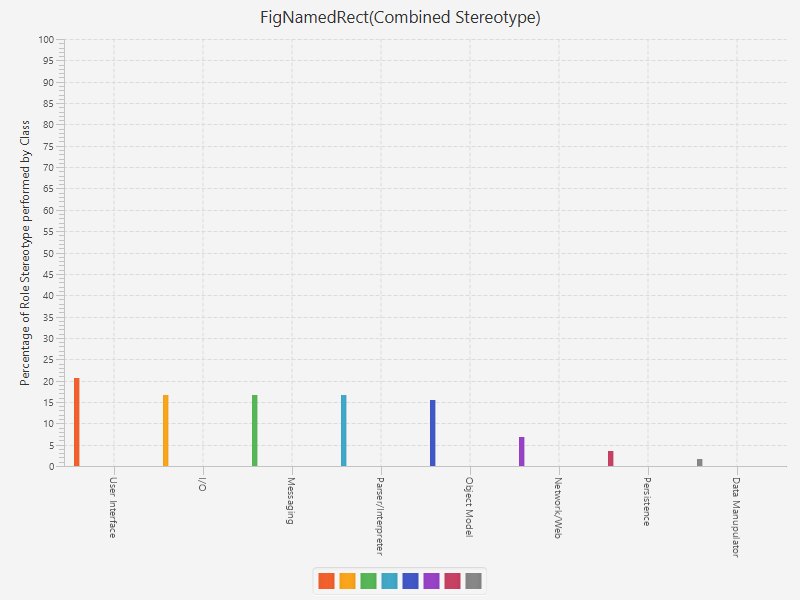 FigNamedRect(Combined Stereotype)
Percentage of Role Stereotype performed by Class
100
95
90
85
80
75
70
65
60
55
50
45
40
35
30
25
20
15
10
5
0
User Interface
I/O
Messaging
Parser/Interpreter
Object Model
Network/Web
Persistence
Data Manupulator